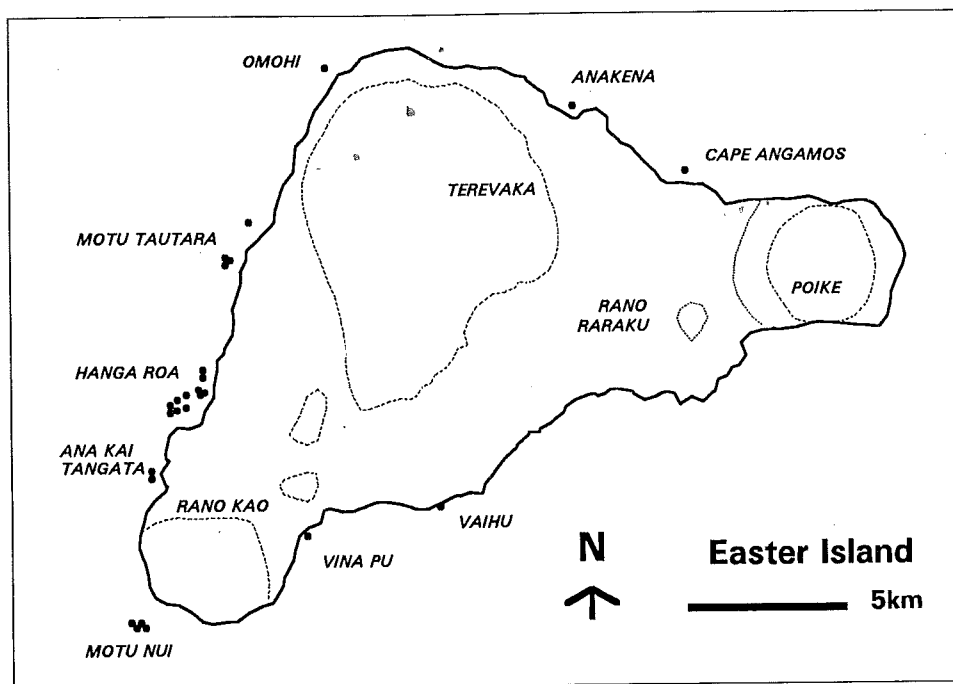 OMOHI
ANAKENA
CAPE ANGAMOS
TEREVAKA
MOTU TAUTARA
POIKE
RANO
RARAKU
HANGA ROA
ANA KAI
TANGATA
RANO KAO
VAIHU
VINA PU
N
Easter Island
5km
MOTU NUI